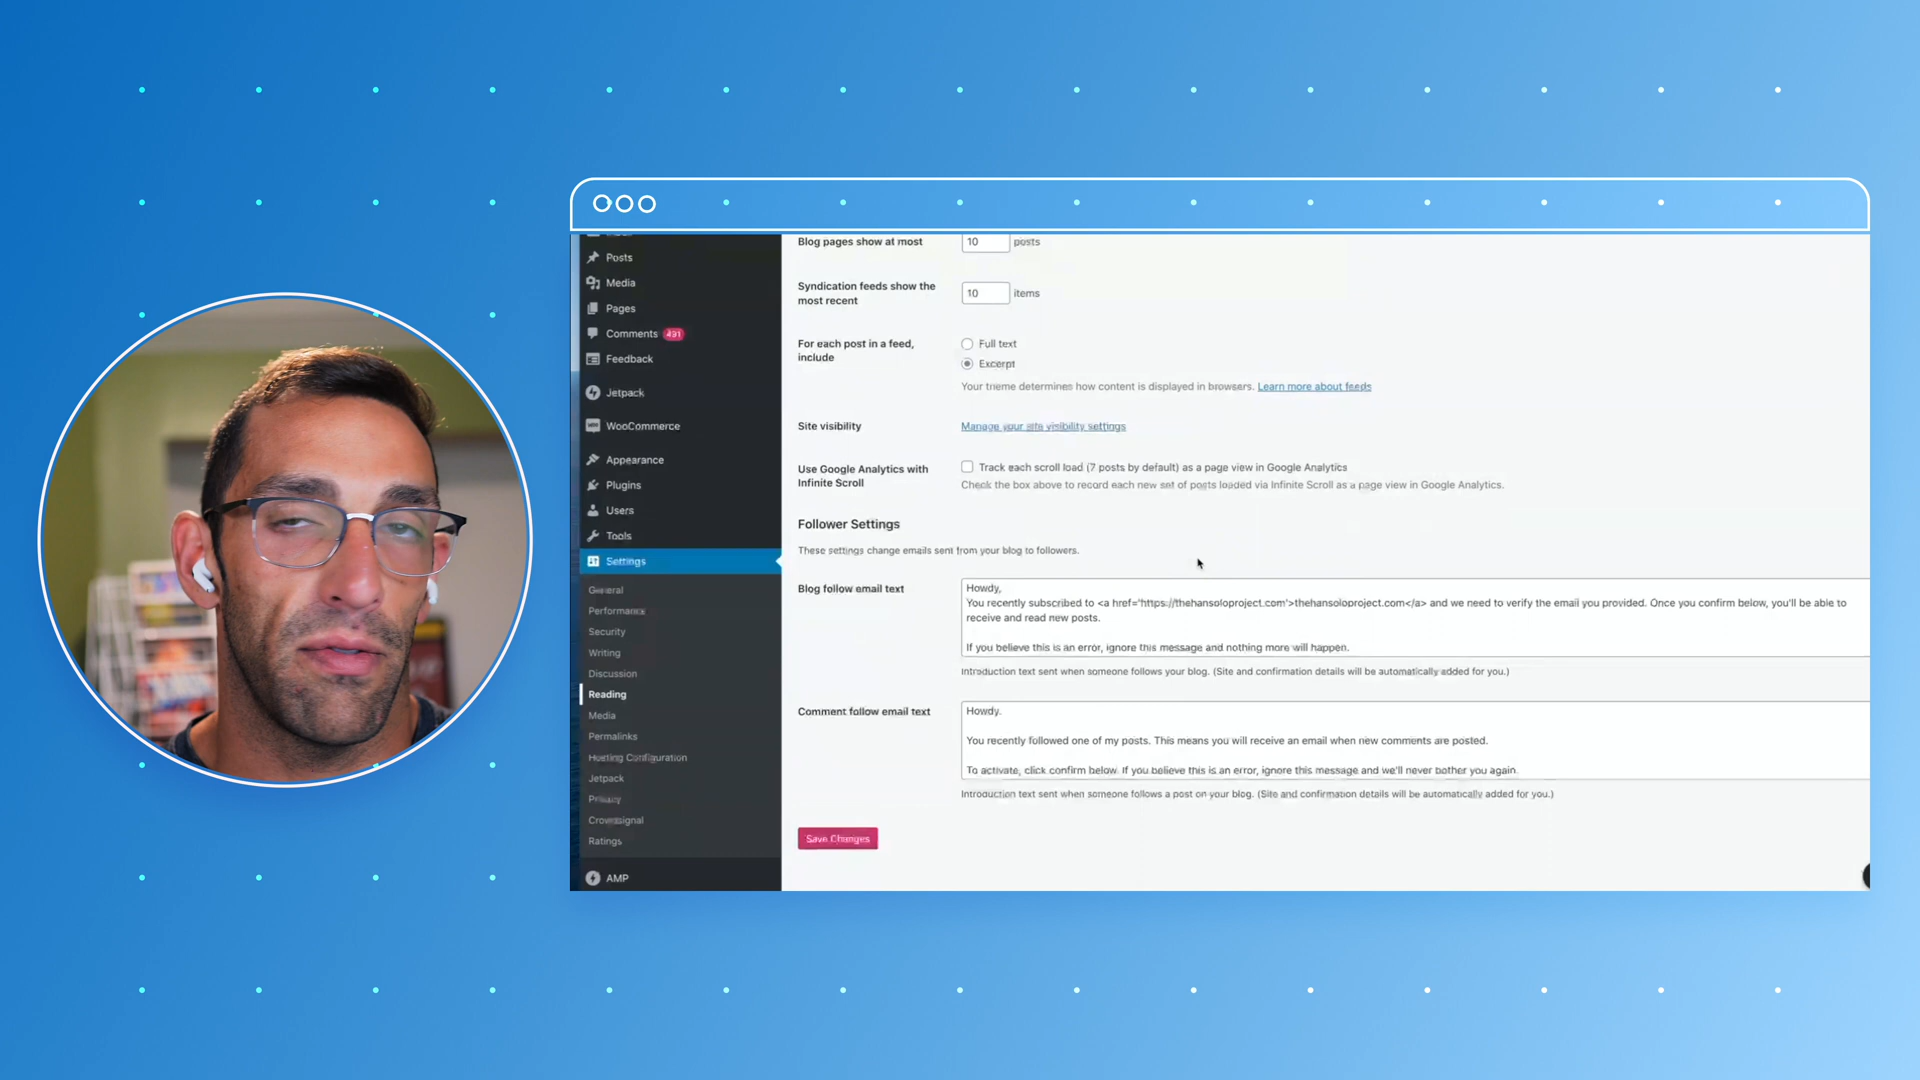 Posts
Media
Pages
Comments 491
Feedback
Jetpack
WooCommerce
Appearance
Plugins
Users
Tools
Settings
General
Performance
Security
Writing
Discussion
Reading
Media
Permalinks
Hosting Configuration
Jetpack
Privacy
Crowdsignal
Ratings
AMP
Blog pages show at most 10 posts
Syndication feeds show the
most recent
10 items
For each post in a feed,
include
Full text
Excerpt
Your theme determines how content is displayed in browsers. Learn more about feeds
Site visibility Manage your site visibility settings
Use Google Analytics with
Infinite Scroll
Track each scroll load (7 posts by default) as a page view in Google Analytics
Check the box above to record each new set of posts loaded via Infinite Scroll as a page view in Google Analytics.
Follower Settings
These settings change emails sent from your blog to followers.
Blog follow email text
Howdy,
You recently subscribed to <a href='https://thehansoloproject.com'>thehansoloproject.com</a> and we need to verify the email you provided. Once you confirm below, you'll be able to
receive and read new posts.
If you believe this is an error, ignore this message and nothing more will happen.
Introduction text sent when someone follows your blog. (Site and confirmation details will be automatically added for you.)
Comment follow email text
Howdy.
You recently followed one of my posts. This means you will receive an email when new comments are posted.
To activate, click confirm below. If you believe this is an error, ignore this message and we'll never bother you again.
Introduction text sent when someone follows a post on your blog. (Site and confirmation details will be automatically added for you.)
Save Changes